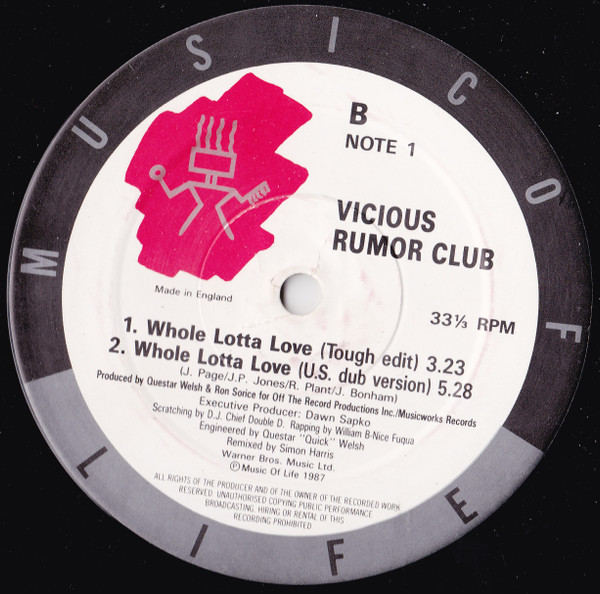 MUSIC OF LIFE
B
NOTE 1
VICIOUS
RUMOR CLUB
Made in England
33⅓ RPM
1. Whole Lotta Love (Tough edit) 3.23
2. Whole Lotta Love (U.S. dub version) 5.28
(J. Page/J.P. Jones/R. Plant/J. Bonham)
Produced by Questar Welsh & Ron Sorice for Off The Record Productions Inc./Musicworks Records
Executive Producer: Dawn Sapko
Scratching by D.J. Chief Double D. Rapping by William B-Nice Fuqua
Engineered by Questar "Quick" Welsh
Remixed by Simon Harris
Warner Bros. Music Ltd.
℗Music Of Life 1987
ALL RIGHTS OF THE PRODUCER AND OF THE OWNER OF THE RECORDED WORK
RESERVED. UNAUTHORISED COPYING PUBLIC PERFORMANCE
BROADCASTING. HIRING OR RENTAL OF THIS
RECORDING PROHIBITED